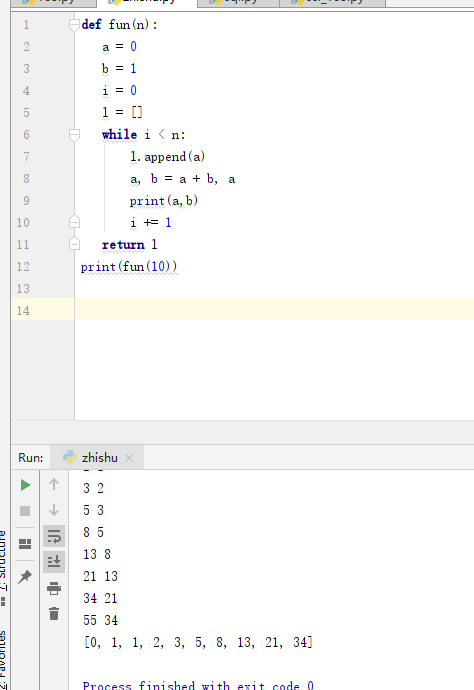 1 def fun(n):
2 a = 0
3 b = 1
4 i = 0
5 l = []
6 while i < n:
7 l.append(a)
8 a, b = a + b, a
9 print(a,b)
10 i += 1
11 return l
12 print(fun(10))
13
14
Run: zhishu
3 2
5 3
8 5
13 8
21 13
34 21
55 34
[0, 1, 1, 2, 3, 5, 8, 13, 21, 34]
Process finished with exit code 0
7: Structure
2: Favorites